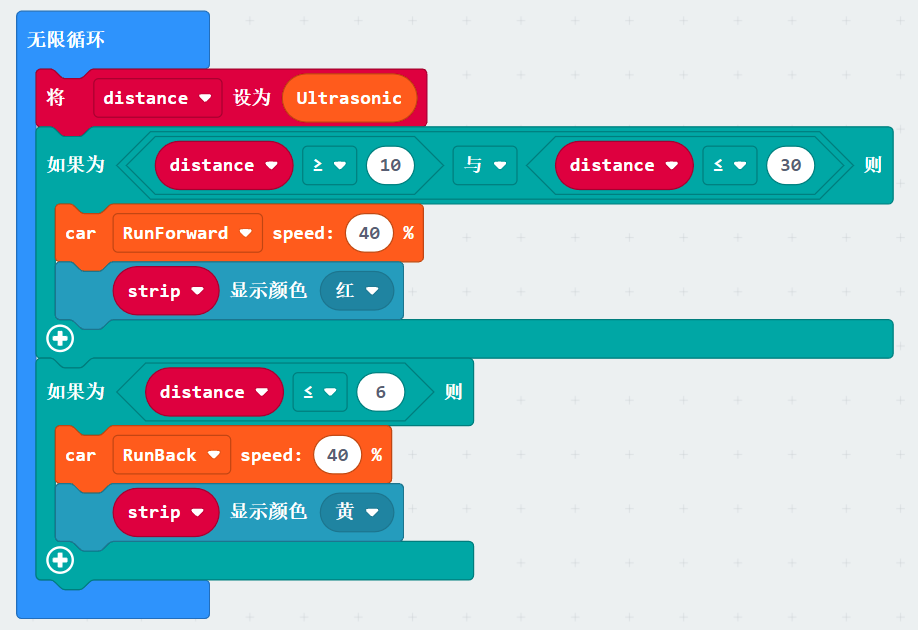 无限循环
将 distance 设为 Ultrasonic
如果为 distance ≥ 10 与 distance ≤ 30 则
car RunForward speed: 40 %
strip 显示颜色 红
如果为 distance ≤ 6 则
car RunBack speed: 40 %
strip 显示颜色 黄